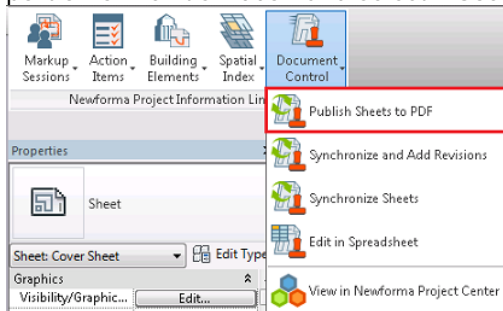 Markup Action Building Spatial Document
Sessions Items Elements Index Control
Newforma Project Information Lin
Publish Sheets to PDF
Properties
Synchronize and Add Revisions
Sheet
Synchronize Sheets
Sheet: Cover Sheet Edit Type
Edit in Spreadsheet
Graphics
Visibility/Graphic... Edit...
View in Newforma Project Center